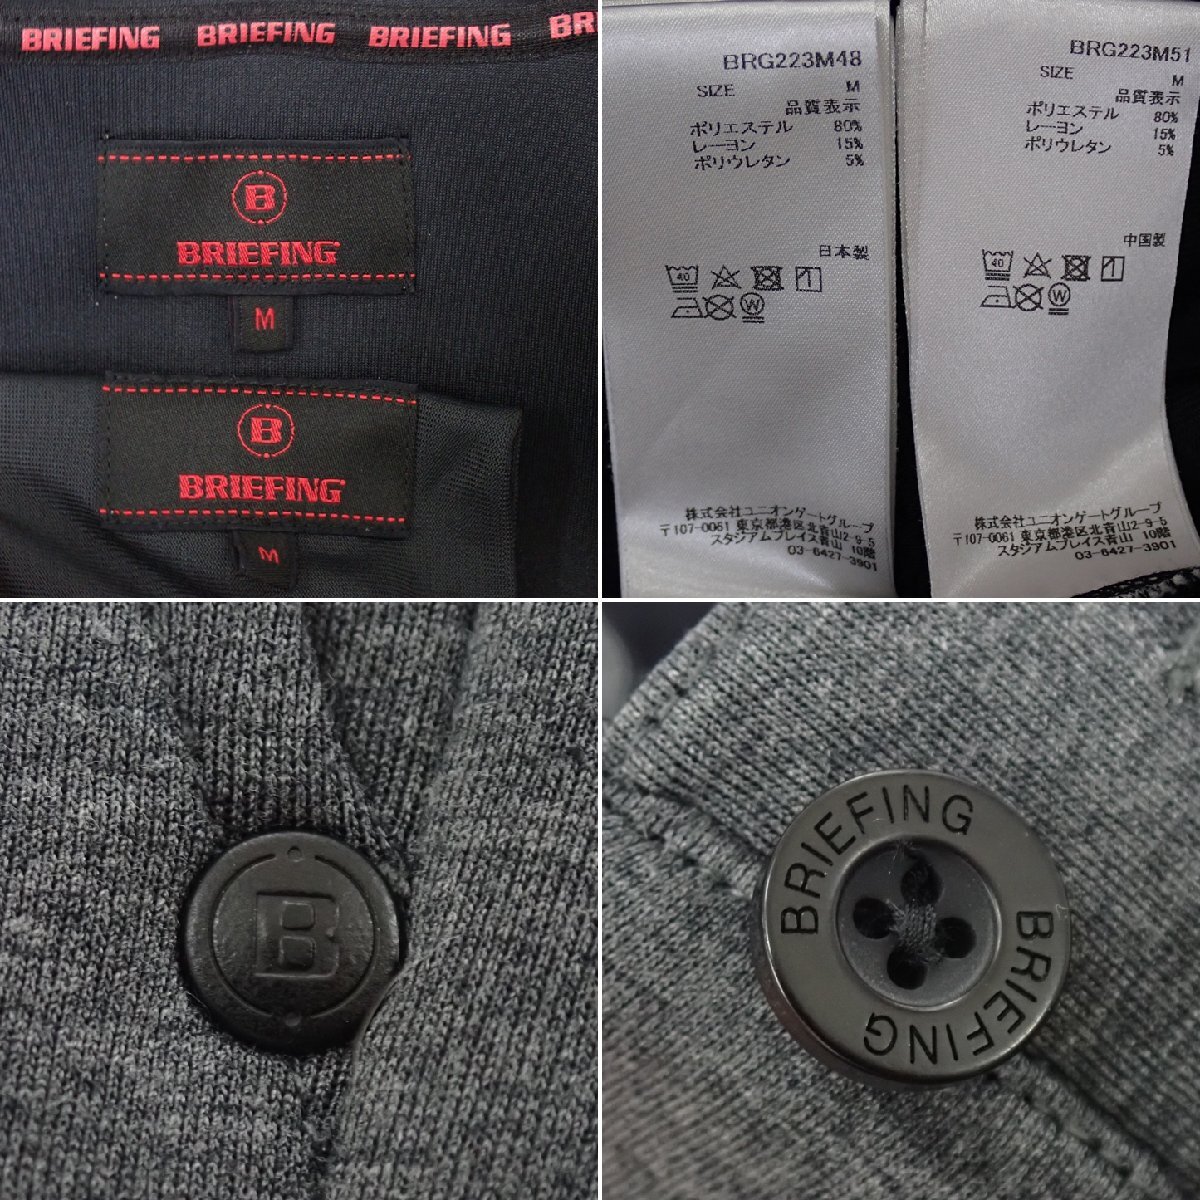 BRIEFING BRIEFING BRIEFING
B
BRIEFING
M
B
BRIEFING
M
BRG223M48
SIZE M
品質表示
ポリエステル 80%
レーヨン 15%
ポリウレタン 5%
日本製
40
1
W
株式会社ユニオンゲートグループ
〒107-0061 東京都港区北青山2-9-5
スタジアムプレイス青山 10階
03-6427-3901
BRG223M51
SIZE M
品質表示
ポリエステル 80%
レーヨン 15%
ポリウレタン 5%
中国製
40
1
W
株式会社ユニオンゲートグループ
〒107-0061 東京都港区北青山2-9-5
スタジアムプレイス青山 10階
03-6427-3901
B
BRIEFING
BRIEFING